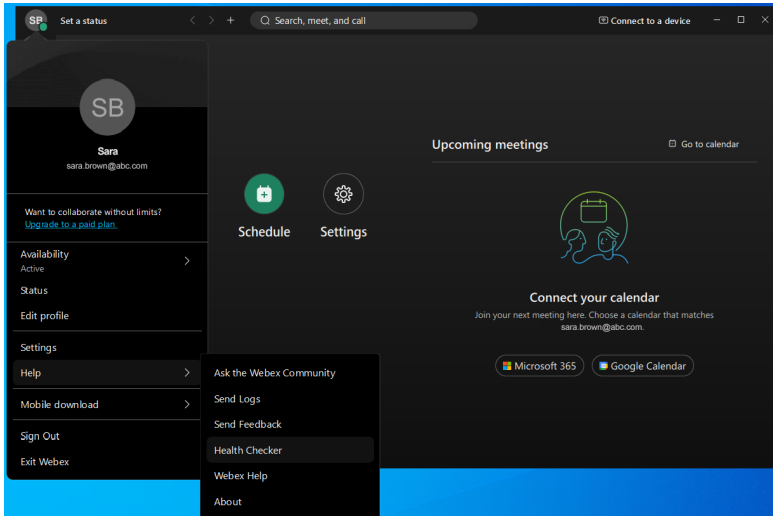 SB
Set a status
Search, meet, and call
Connect to a device
SB
Sara
sara.brown@abc.com
Want to collaborate without limits?
Upgrade to a paid plan
Availability
Active
Status
Edit profile
Settings
Help
Mobile download
Sign Out
Exit Webex
Ask the Webex Community
Send Logs
Send Feedback
Health Checker
Webex Help
About
Schedule
Settings
Upcoming meetings
Go to calendar
Connect your calendar
Join your next meeting here. Choose a calendar that matches
sara.brown@abc.com.
Microsoft 365
Google Calendar